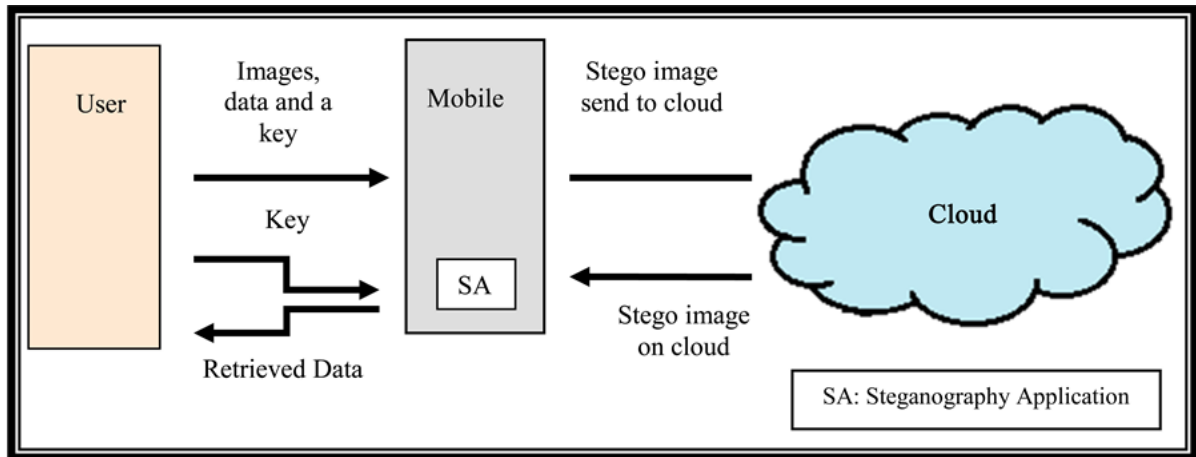 User
Images,
data and a
key
Mobile
Stego image
send to cloud
Key
Cloud
SA
Stego image
on cloud
Retrieved Data
SA: Steganography Application